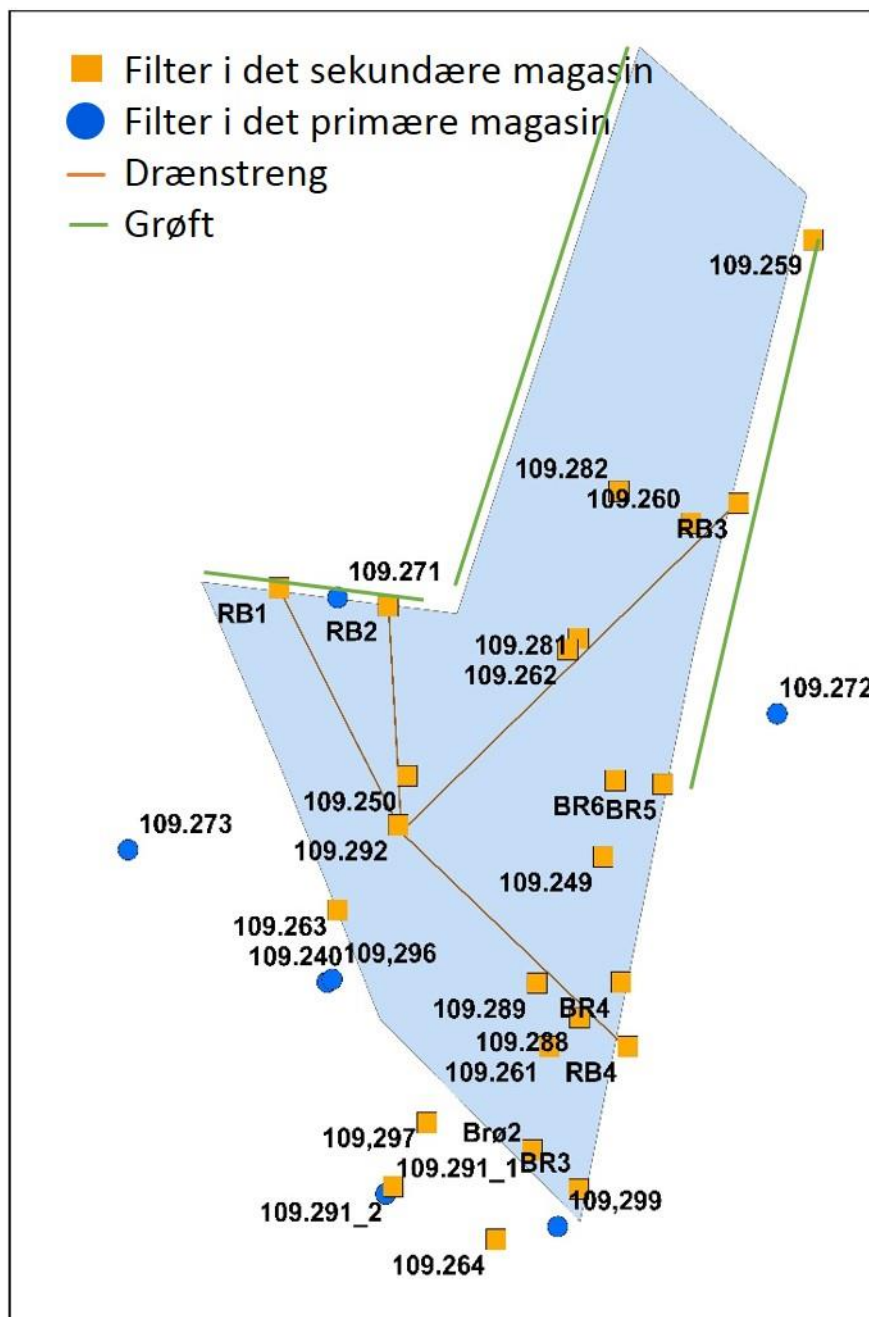 Filter i det sekundære magasin
Filter i det primære magasin
Drænstreng
Grøft
109.259
109.282
109.260
RB3
109.271
RB1
RB2
109.281
109.262
109.272
109.250
BR6
BR5
109.292
109.273
109.249
109.263
109.240
109,296
109.289
BR4
109.288
109.261
RB4
109,297
Brø2
109.291_1
BR3
109.291_2
109,299
109.264